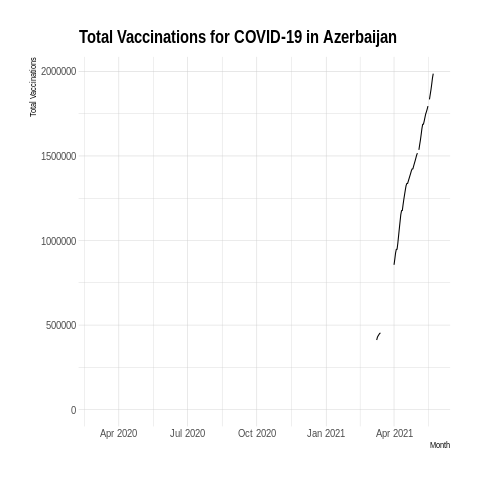 Total Vaccinations for COVID-19 in Azerbaijan
Total Vaccinations
2000000
1500000
1000000
500000
0
Apr 2020 Jul 2020 Oct 2020 Jan 2021 Apr 2021
Month